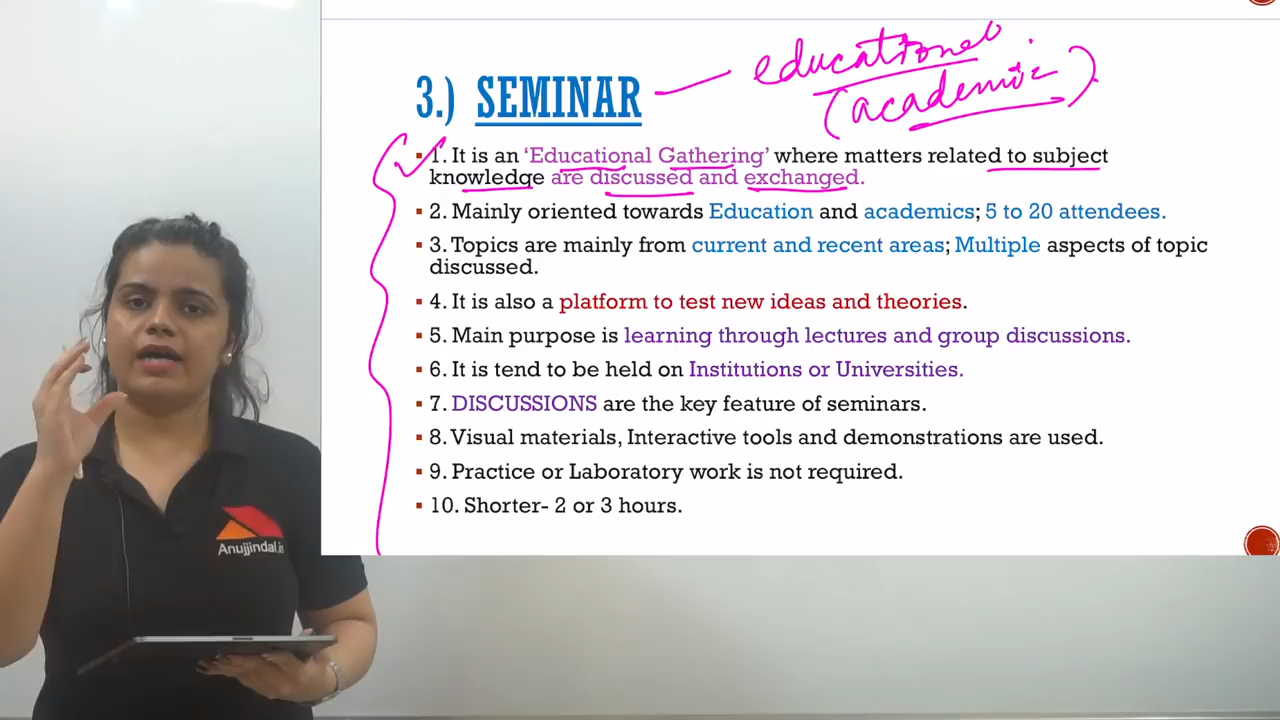 3.) SEMINAR
educational
(academic)
▪ 1. It is an ‘Educational Gathering’ where matters related to subject
knowledge are discussed and exchanged.
▪ 2. Mainly oriented towards Education and academics; 5 to 20 attendees.
▪ 3. Topics are mainly from current and recent areas; Multiple aspects of topic
discussed.
▪ 4. It is also a platform to test new ideas and theories.
▪ 5. Main purpose is learning through lectures and group discussions.
▪ 6. It is tend to be held on Institutions or Universities.
▪ 7. DISCUSSIONS are the key feature of seminars.
▪ 8. Visual materials, Interactive tools and demonstrations are used.
▪ 9. Practice or Laboratory work is not required.
▪ 10. Shorter- 2 or 3 hours.
Anujjindal.in